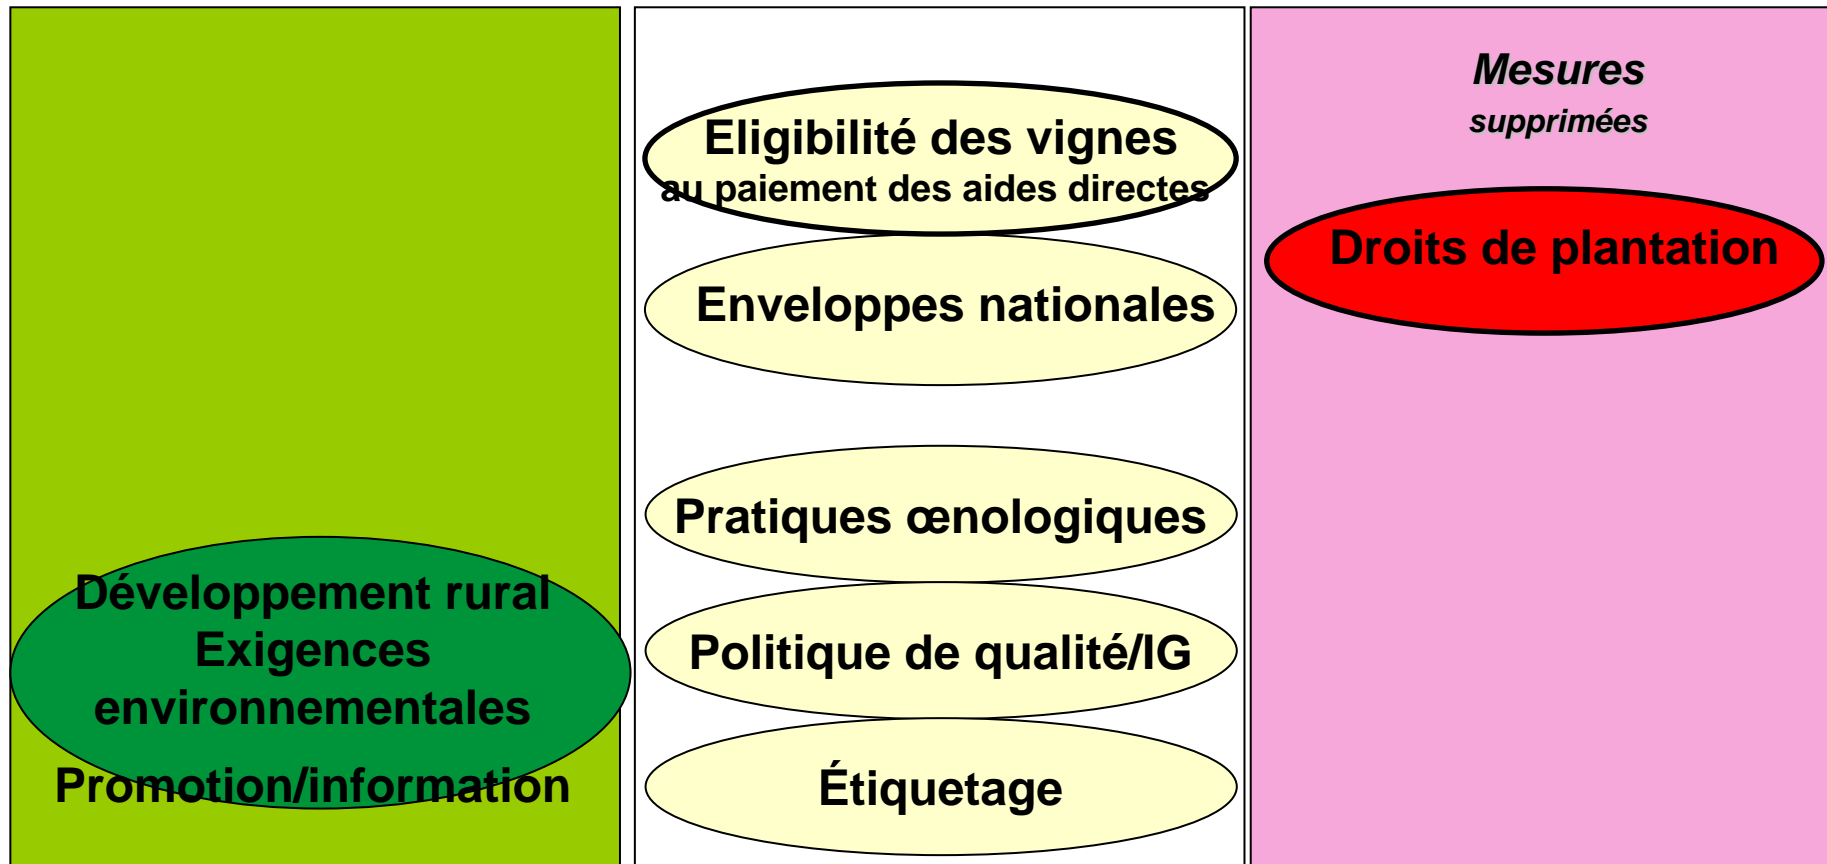 Développement rural
Exigences
environnementales
Promotion/information
Eligibilité des vignes
au paiement des aides directes
Enveloppes nationales
Pratiques œnologiques
Politique de qualité/IG
Étiquetage
Mesures
supprimées
Droits de plantation